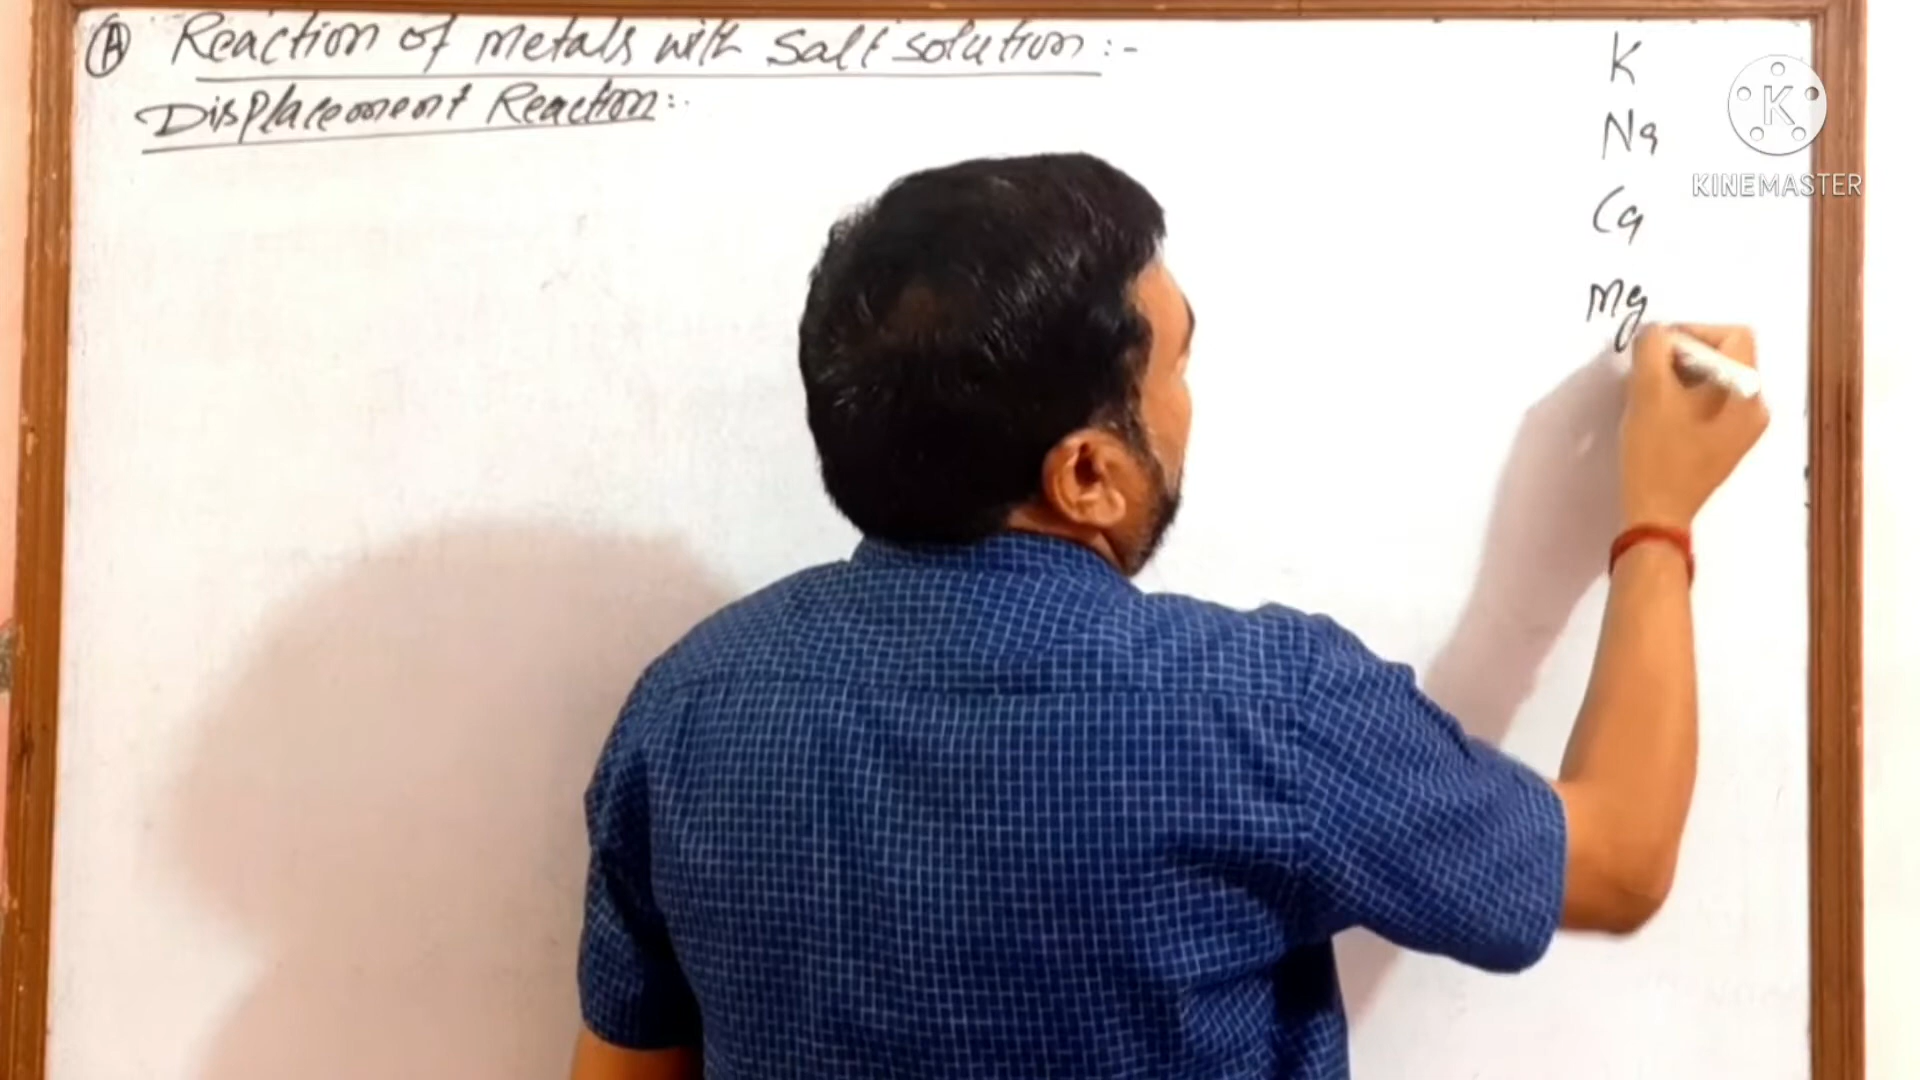 Ⓐ Reaction of metals with Salt solution :-
Displacement Reaction :-
K
Na
Ca
Mg
K
KINEMASTER